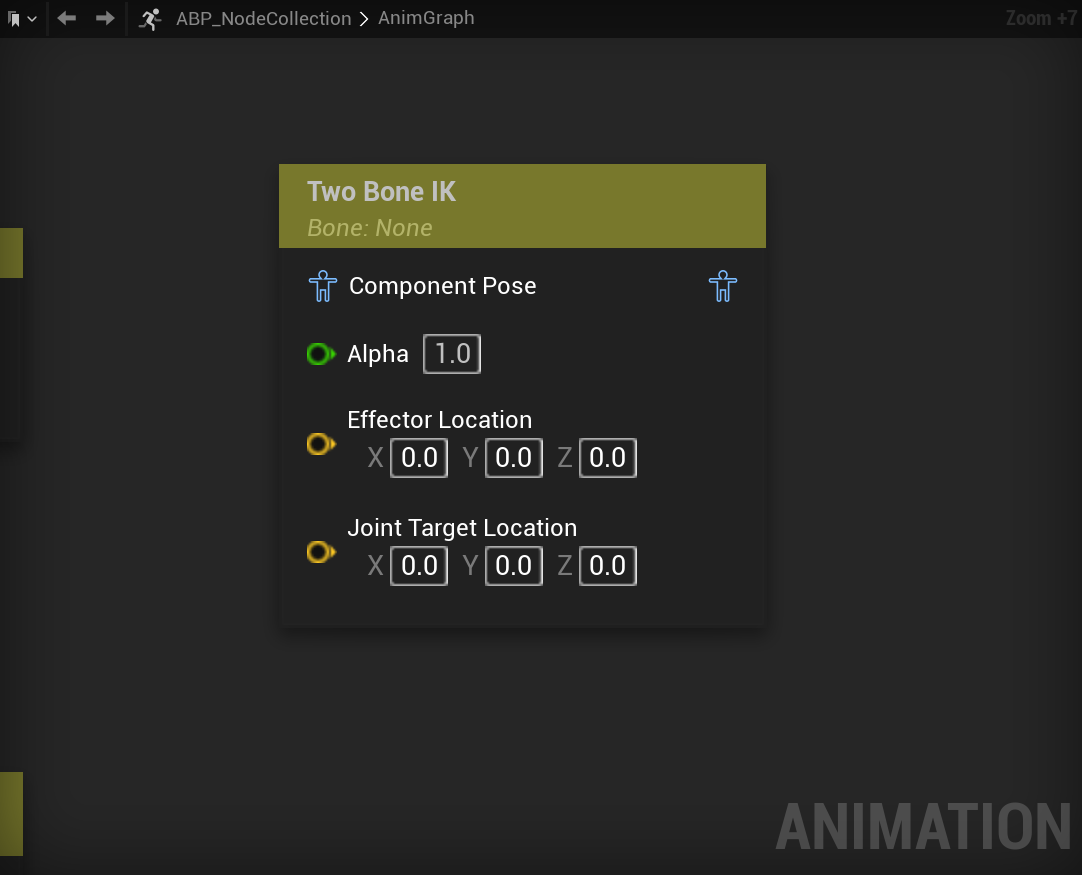 ABP_NodeCollection > AnimGraph
Zoom +7
Two Bone IK
Bone: None
Component Pose
Alpha 1.0
Effector Location
X 0.0 Y 0.0 Z 0.0
Joint Target Location
X 0.0 Y 0.0 Z 0.0
ANIMATION